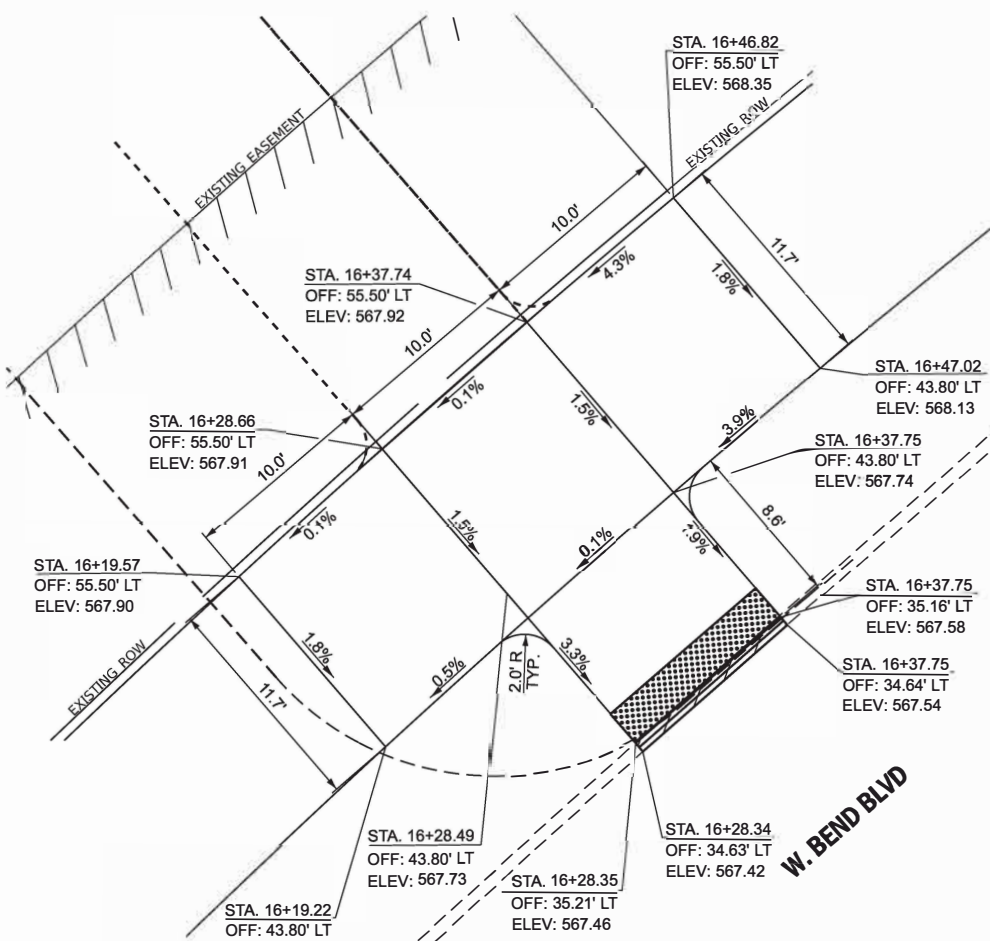 STA. 16+46.82
OFF: 55.50' LT
ELEV: 568.35
EXISTING ROW
EXISTING EASEMENT
10.0'
11.7'
4.3%
1.8%
STA. 16+37.74
OFF: 55.50' LT
ELEV: 567.92
10.0'
0.1%
1.5%
STA. 16+47.02
OFF: 43.80' LT
ELEV: 568.13
3.9%
STA. 16+28.66
OFF: 55.50' LT
ELEV: 567.91
STA. 16+37.75
OFF: 43.80' LT
ELEV: 567.74
10.0'
8.6'
0.1%
1.5%
0.1%
7.9%
STA. 16+19.57
OFF: 55.50' LT
ELEV: 567.90
STA. 16+37.75
OFF: 35.16' LT
ELEV: 567.58
1.8%
3.3%
EXISTING ROW
0.5%
2.0' R
TYP.
STA. 16+37.75
OFF: 34.64' LT
ELEV: 567.54
11.7'
W. BEND BLVD
STA. 16+28.49
OFF: 43.80' LT
ELEV: 567.73
STA. 16+28.34
OFF: 34.63' LT
ELEV: 567.42
STA. 16+28.35
OFF: 35.21' LT
ELEV: 567.46
STA. 16+19.22
OFF: 43.80' LT